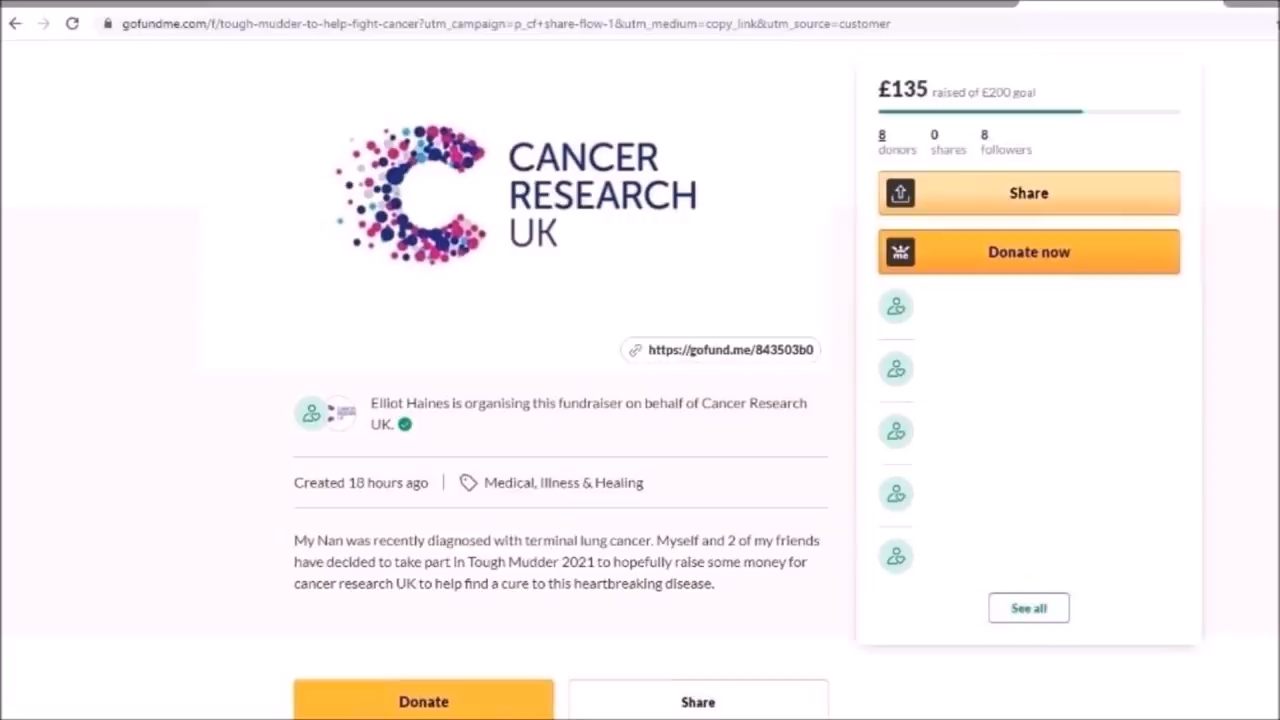 gofundme.com/f/tough-mudder-to-help-fight-cancer?utm_campaign=p_cf+share-flow-1&utm_medium=copy_link&utm_source=customer
CANCER
RESEARCH
UK
https://gofund.me/843503b0
Elliot Haines is organising this fundraiser on behalf of Cancer Research
UK.
Created 18 hours ago
Medical, Illness & Healing
My Nan was recently diagnosed with terminal lung cancer. Myself and 2 of my friends
have decided to take part in Tough Mudder 2021 to hopefully raise some money for
cancer research UK to help find a cure to this heartbreaking disease.
Donate
Share
£135 raised of £200 goal
8 0 8
donors shares followers
Share
me
Donate now
See all